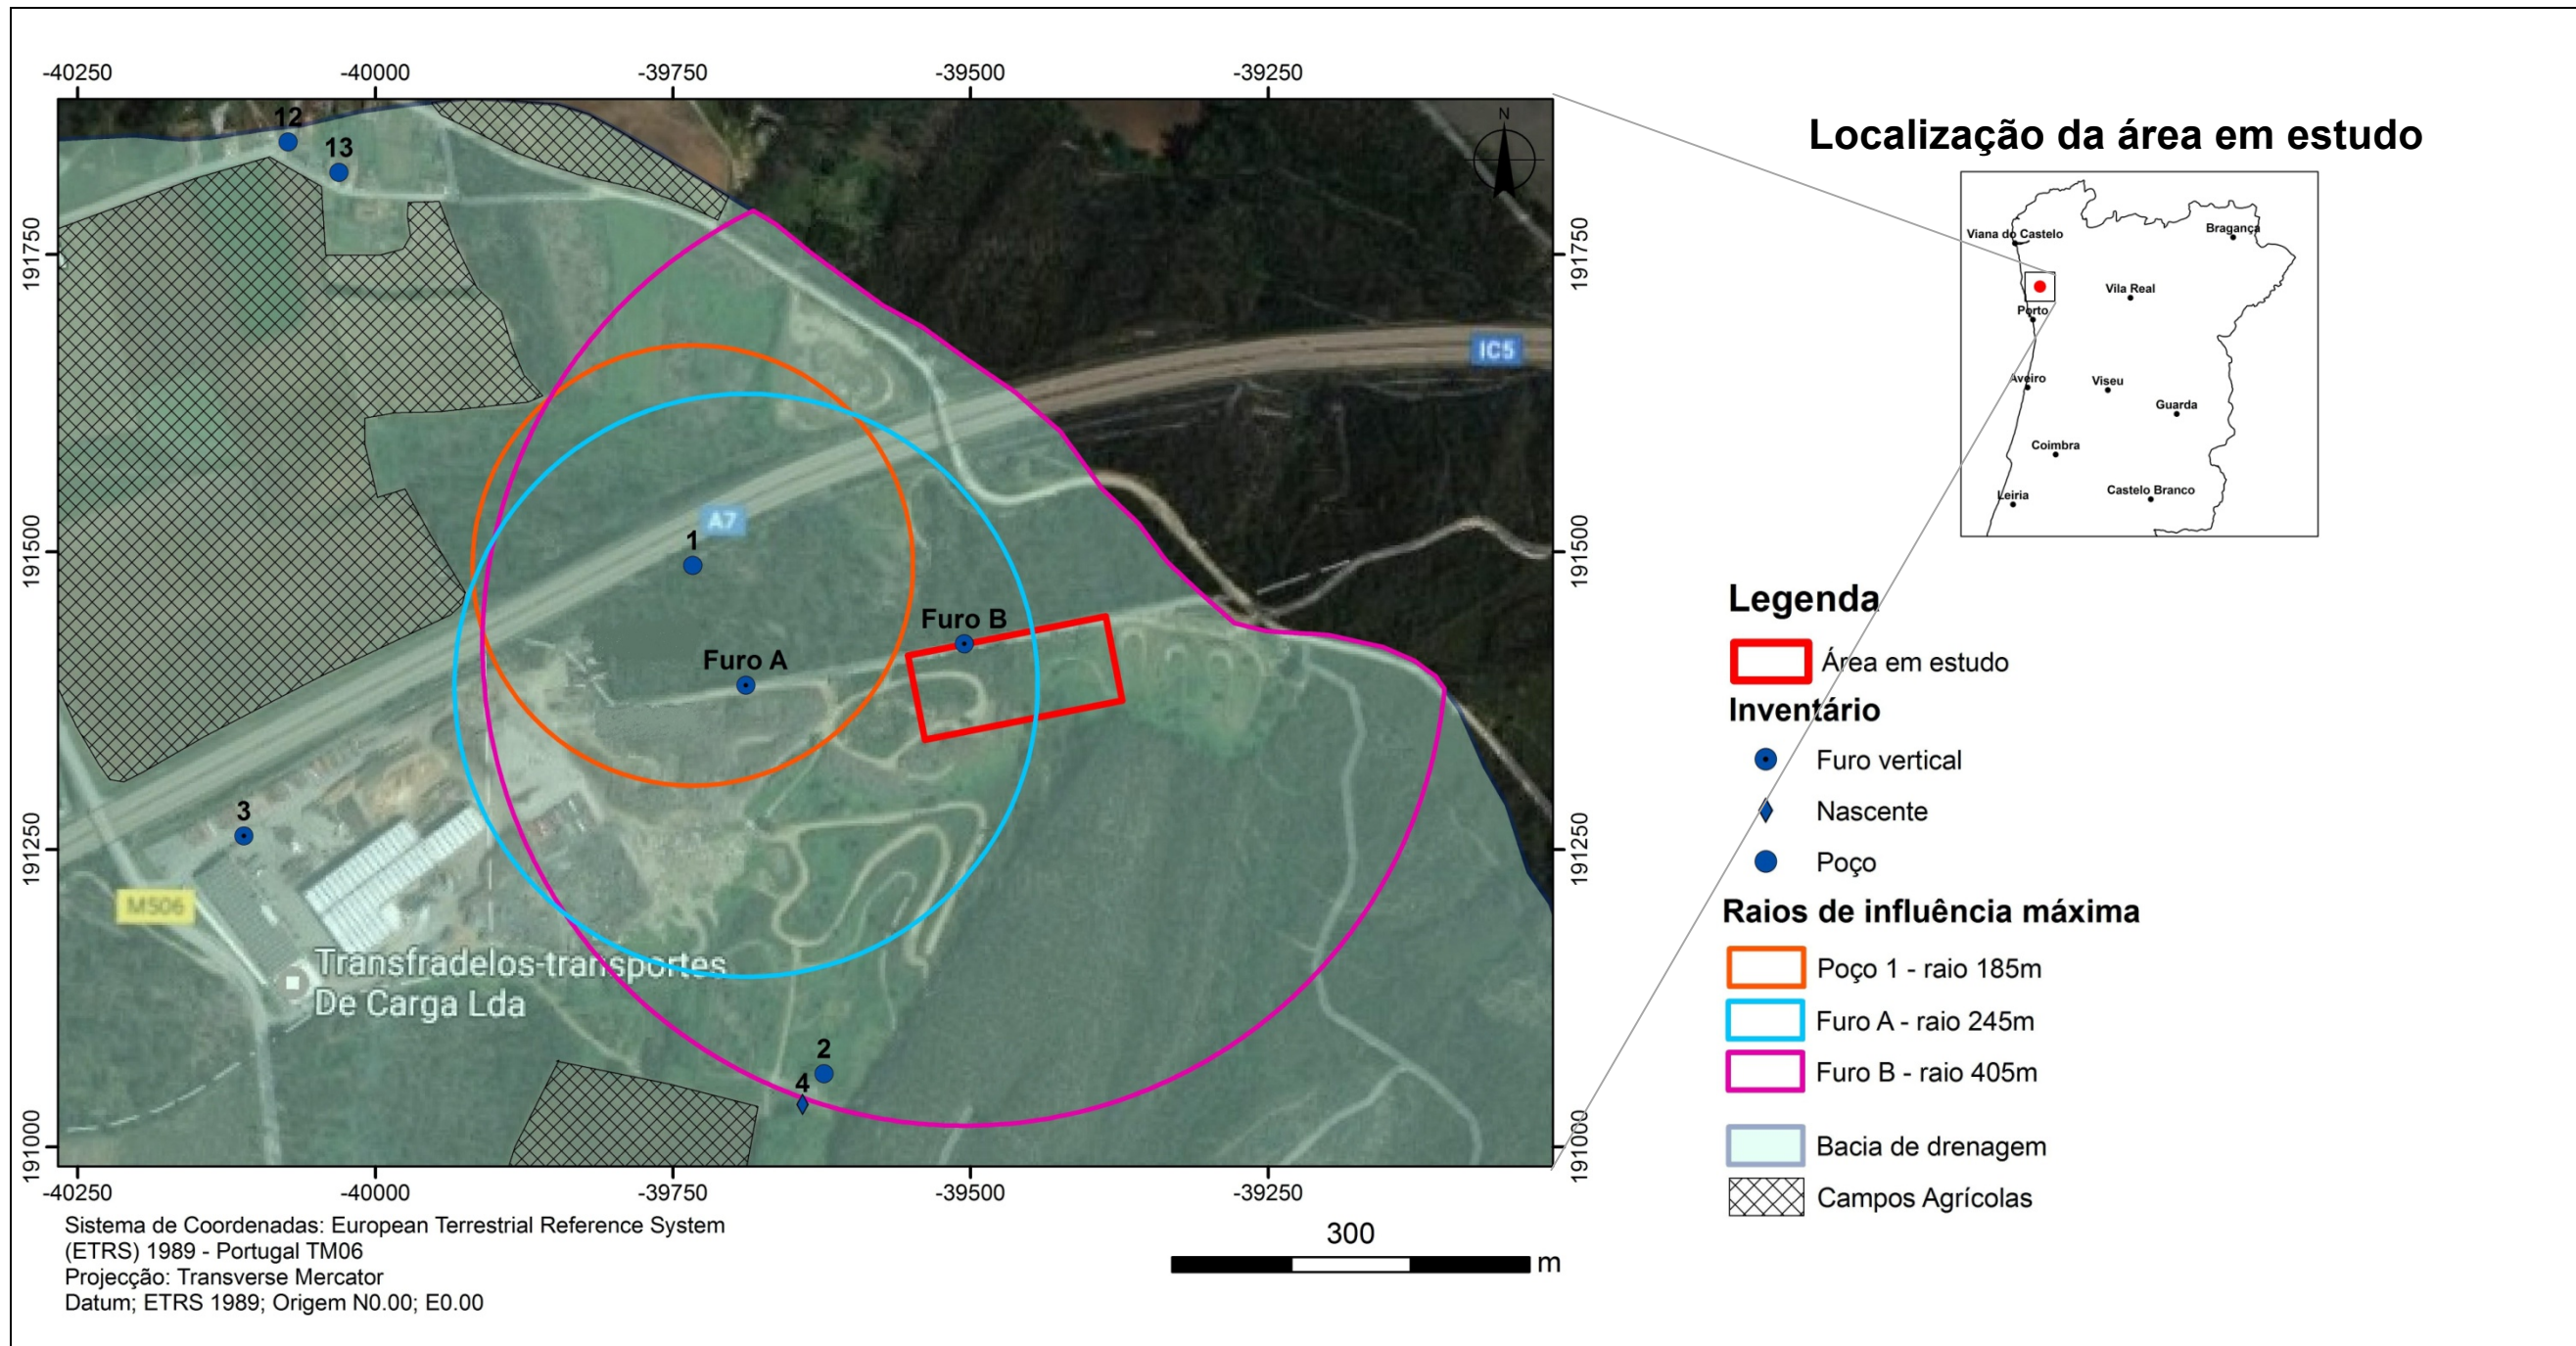 -40250
-40000
-39750
-39500
-39250
12
13
N
191750
191750
IC5
A7
191500
191500
1
Furo B
Furo A
3
191250
191250
M506
Transfradelos-transportes
De Carga Lda
2
4
191000
191000
-40250
-40000
-39750
-39500
-39250
Sistema de Coordenadas: European Terrestrial Reference System
(ETRS) 1989 - Portugal TM06
Projecção: Transverse Mercator
Datum; ETRS 1989; Origem N0.00; E0.00
300
m
Localização da área em estudo
Viana do Castelo
Bragança
Vila Real
Porto
Aveiro
Viseu
Guarda
Coimbra
Castelo Branco
Leiria
Legenda
Área em estudo
Inventário
Furo vertical
Nascente
Poço
Raios de influência máxima
Poço 1 - raio 185m
Furo A - raio 245m
Furo B - raio 405m
Bacia de drenagem
Campos Agrícolas